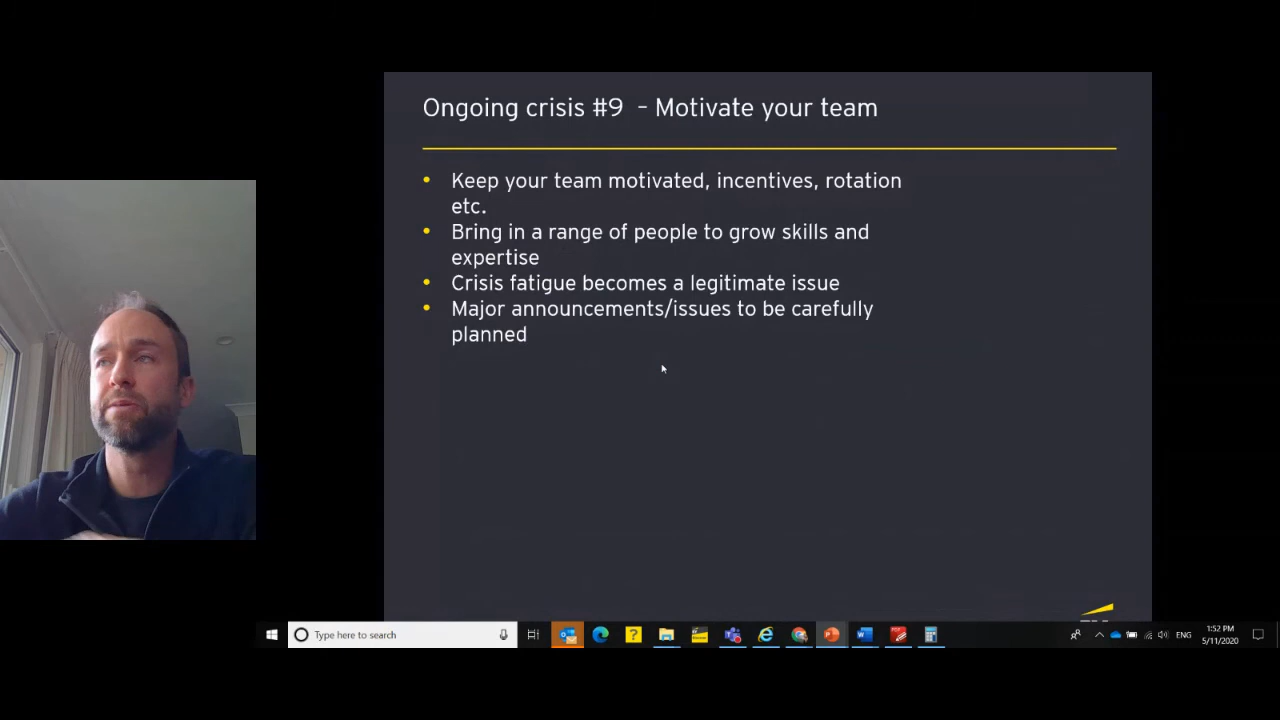 Ongoing crisis #9 – Motivate your team
• Keep your team motivated, incentives, rotation
etc.
• Bring in a range of people to grow skills and
expertise
• Crisis fatigue becomes a legitimate issue
• Major announcements/issues to be carefully
planned
Type here to search
ENG
1:52 PM
5/11/2020